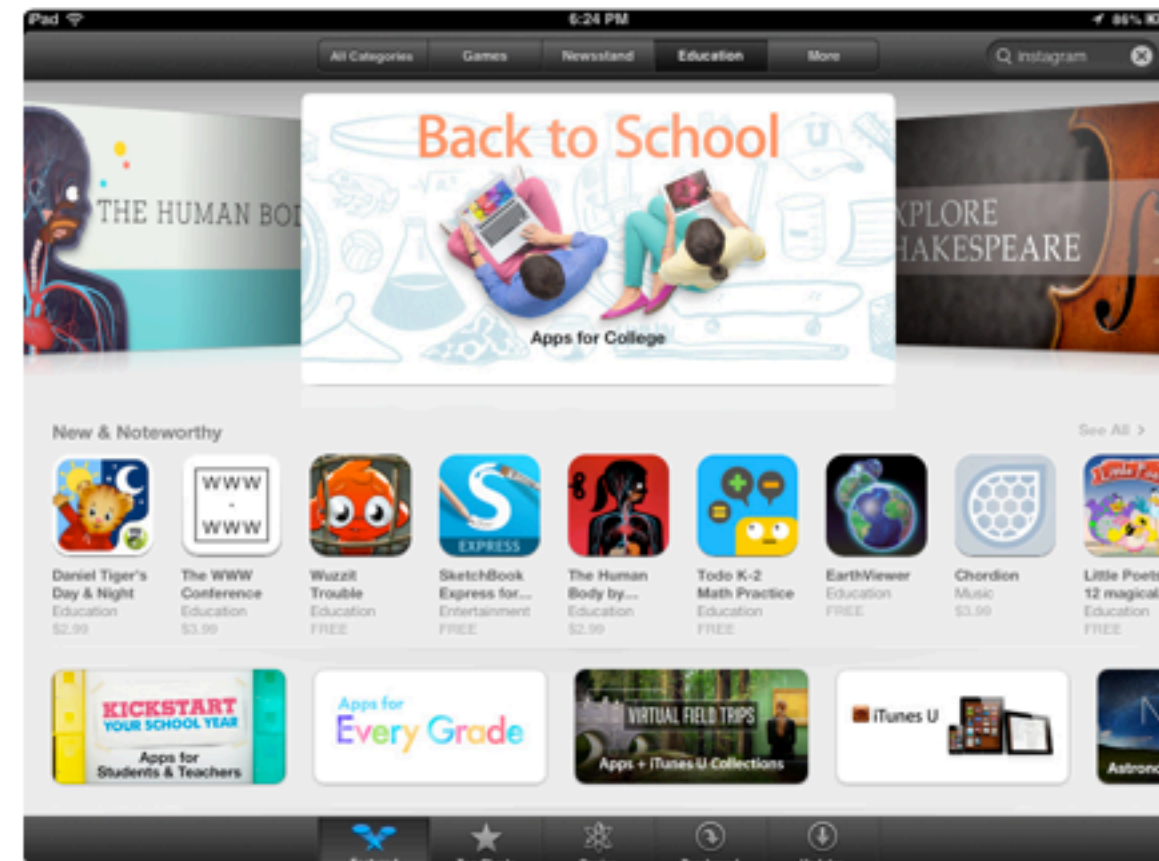 iPad
6:24 PM
86%
All Categories
Games
Newsstand
Education
More
instagram
THE HUMAN BOD
Back to School
U
Apps for College
XPLORE
HAKESPEARE
New & Noteworthy
See All >
WWW
-
WWW
EXPRESS
Daniel Tiger's
Day & Night
Education
$2.99
The WWW
Conference
Education
$3.99
Wuzzit
Trouble
Education
FREE
SketchBook
Express for...
Entertainment
FREE
The Human
Body by...
Education
$2.99
Todo K-2
Math Practice
Education
FREE
EarthViewer
Education
FREE
Chordion
Music
$3.99
Little Poets
12 magical
Education
FREE
KICKSTART
YOUR SCHOOL YEAR
Apps for
Students & Teachers
Apps for
Every Grade
VIRTUAL FIELD TRIPS
Apps + iTunes U Collections
iTunes U
N
Astrono